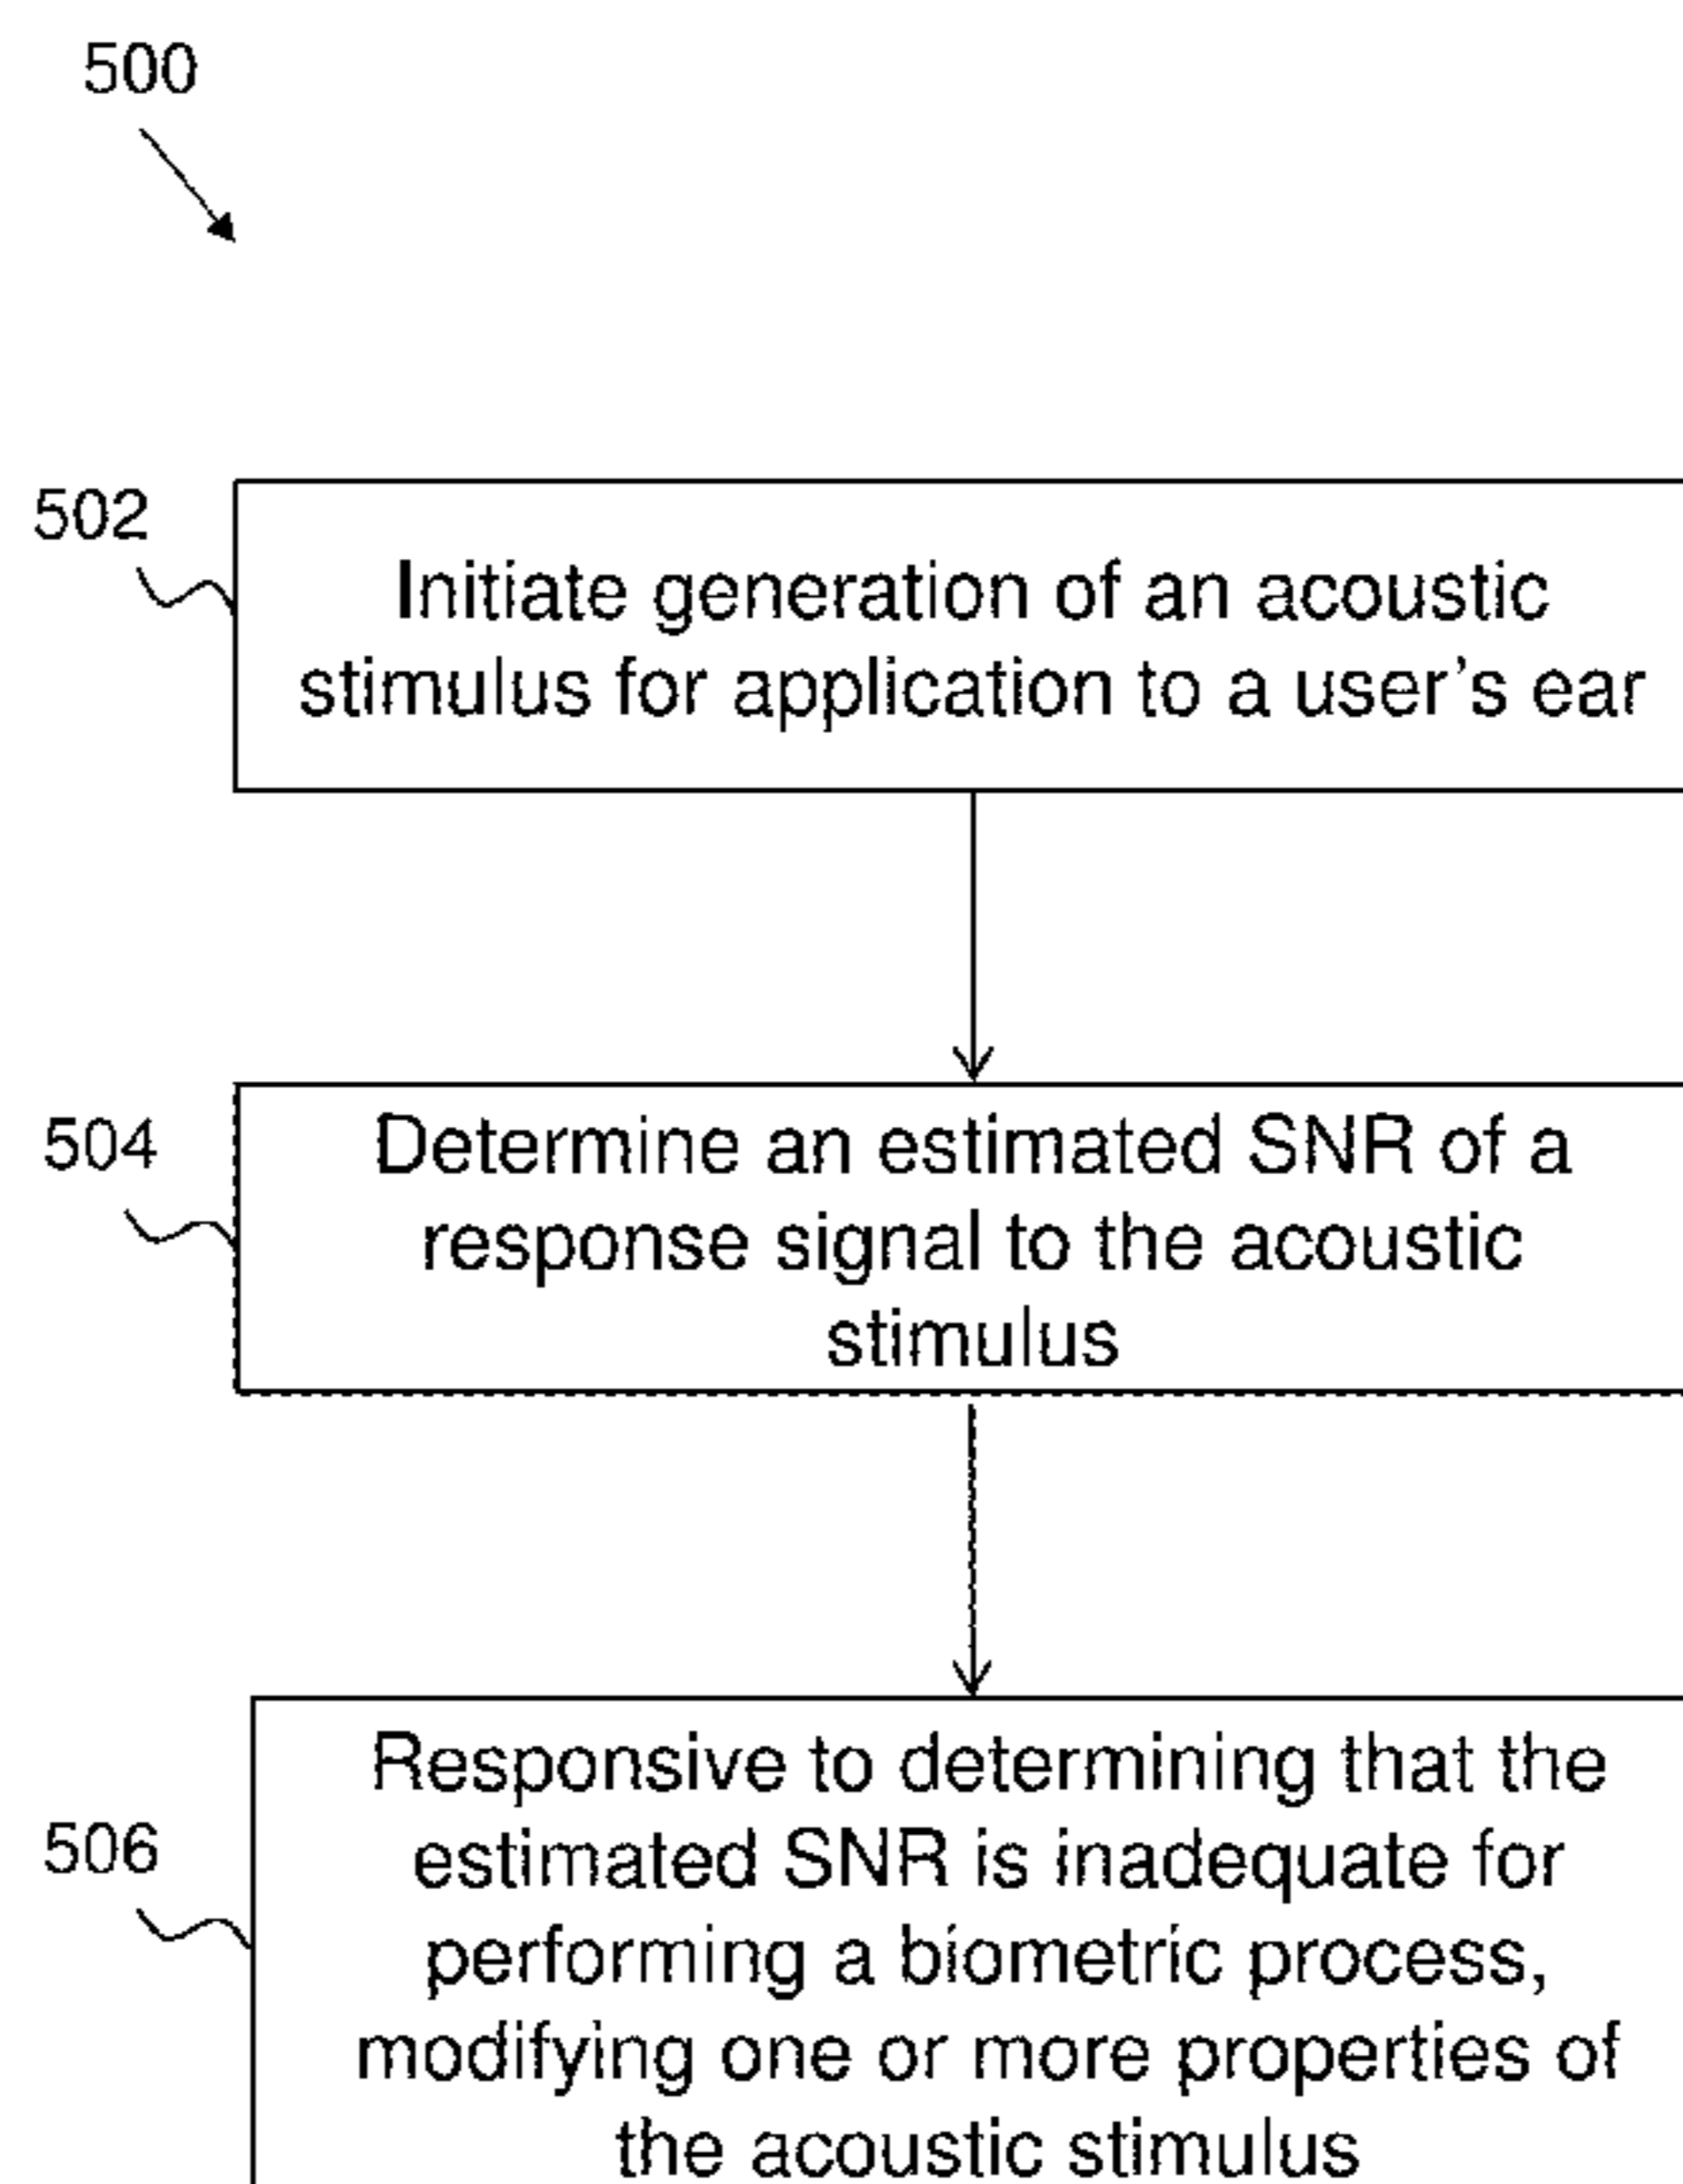 500
502
Initiate generation of an acoustic
stimulus for application to a user's ear
504
Determine an estimated SNR of a
response signal to the acoustic
stimulus
506
Responsive to determining that the
estimated SNR is inadequate for
performing a biometric process,
modifying one or more properties of
the acoustic stimulus